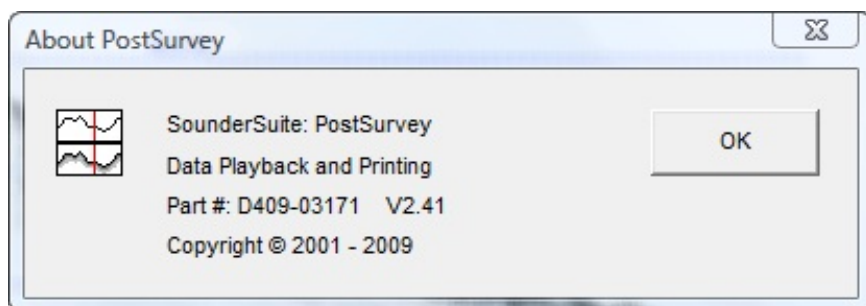 About PostSurvey
SounderSuite: PostSurvey
OK
Data Playback and Printing
Part #: D409-03171 V2.41
Copyright © 2001 - 2009